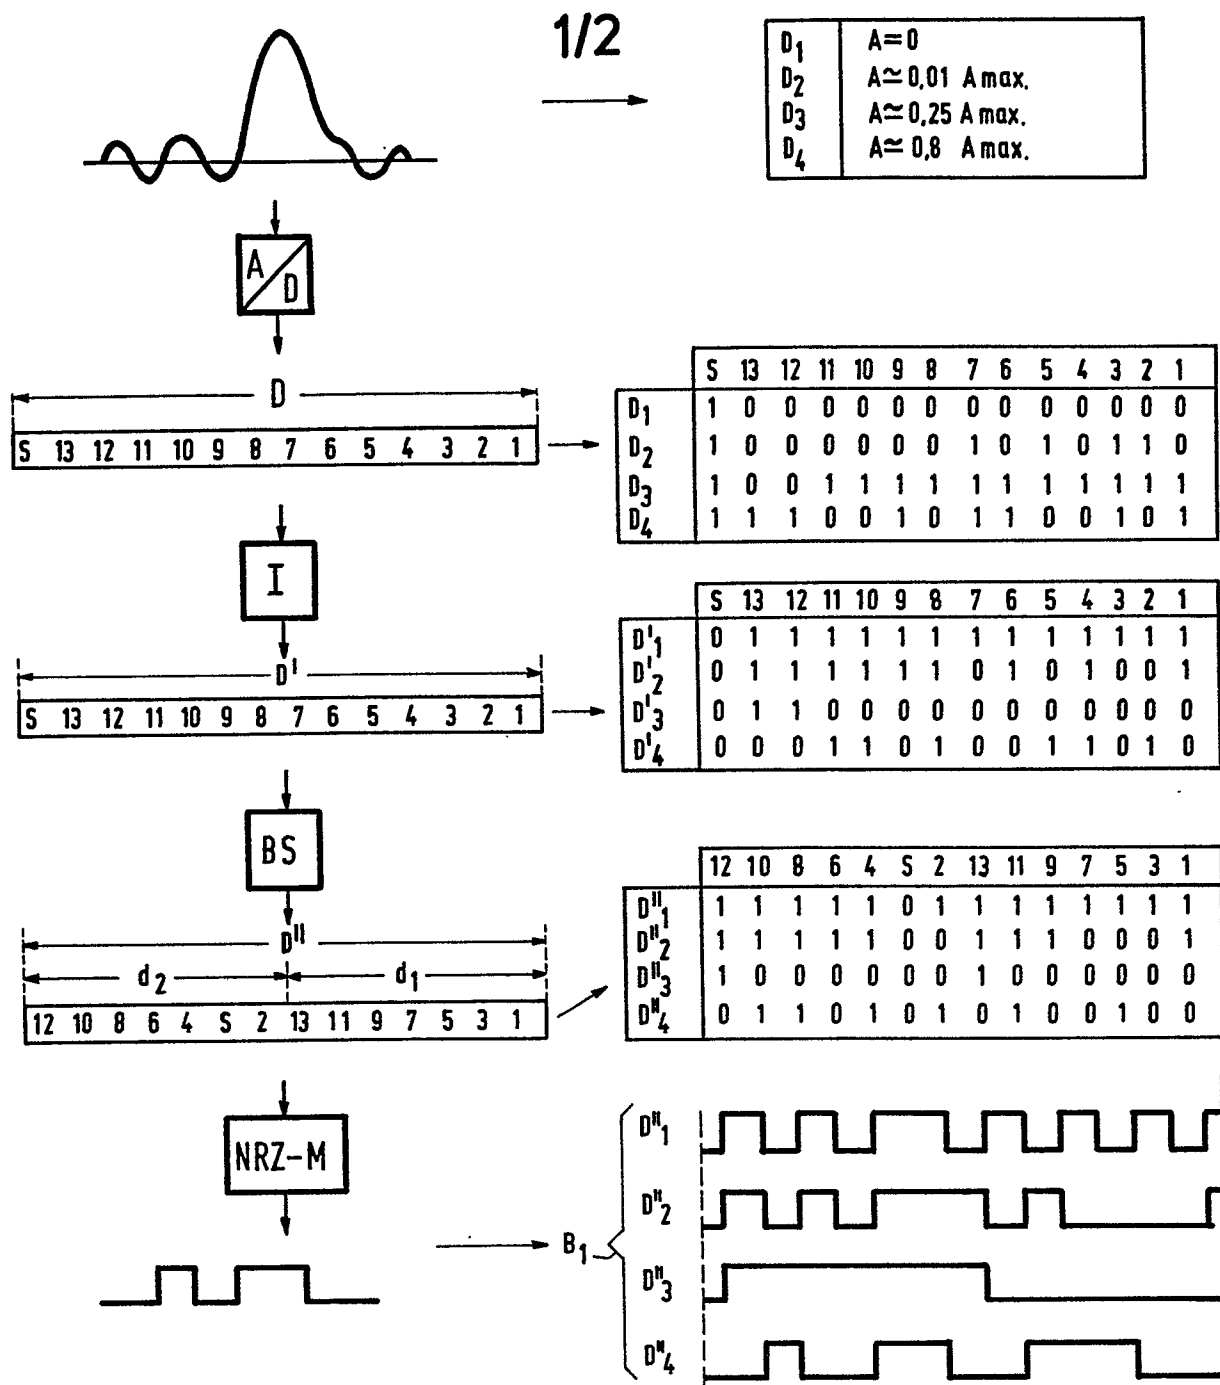 1/2
D1 A=0
D2 A≃0,01 A max.
D3 A≃0,25 A max.
D4 A≃0,8 A max.
A/D
D
S 13 12 11 10 9 8 7 6 5 4 3 2 1
S 13 12 11 10 9 8 7 6 5 4 3 2 1
D1 1 0 0 0 0 0 0 0 0 0 0 0 0 0
D2 1 0 0 0 0 0 0 1 0 1 0 1 1 0
D3 1 0 0 1 1 1 1 1 1 1 1 1 1 1
D4 1 1 1 0 0 1 0 1 1 0 0 1 0 1
I
D'
S 13 12 11 10 9 8 7 6 5 4 3 2 1
S 13 12 11 10 9 8 7 6 5 4 3 2 1
D'1 0 1 1 1 1 1 1 1 1 1 1 1 1 1
D'2 0 1 1 1 1 1 1 0 1 0 1 0 0 1
D'3 0 1 1 0 0 0 0 0 0 0 0 0 0 0
D'4 0 0 0 1 1 0 1 0 0 1 1 0 1 0
BS
D"
d2 d1
12 10 8 6 4 S 2 13 11 9 7 5 3 1
12 10 8 6 4 S 2 13 11 9 7 5 3 1
D"1 1 1 1 1 1 0 1 1 1 1 1 1 1 1
D"2 1 1 1 1 1 0 0 1 1 1 0 0 0 1
D"3 1 0 0 0 0 0 0 1 0 0 0 0 0 0
D"4 0 1 1 0 1 0 1 0 1 0 0 1 0 0
NRZ-M
B1
D"1
D"2
D"3
D"4